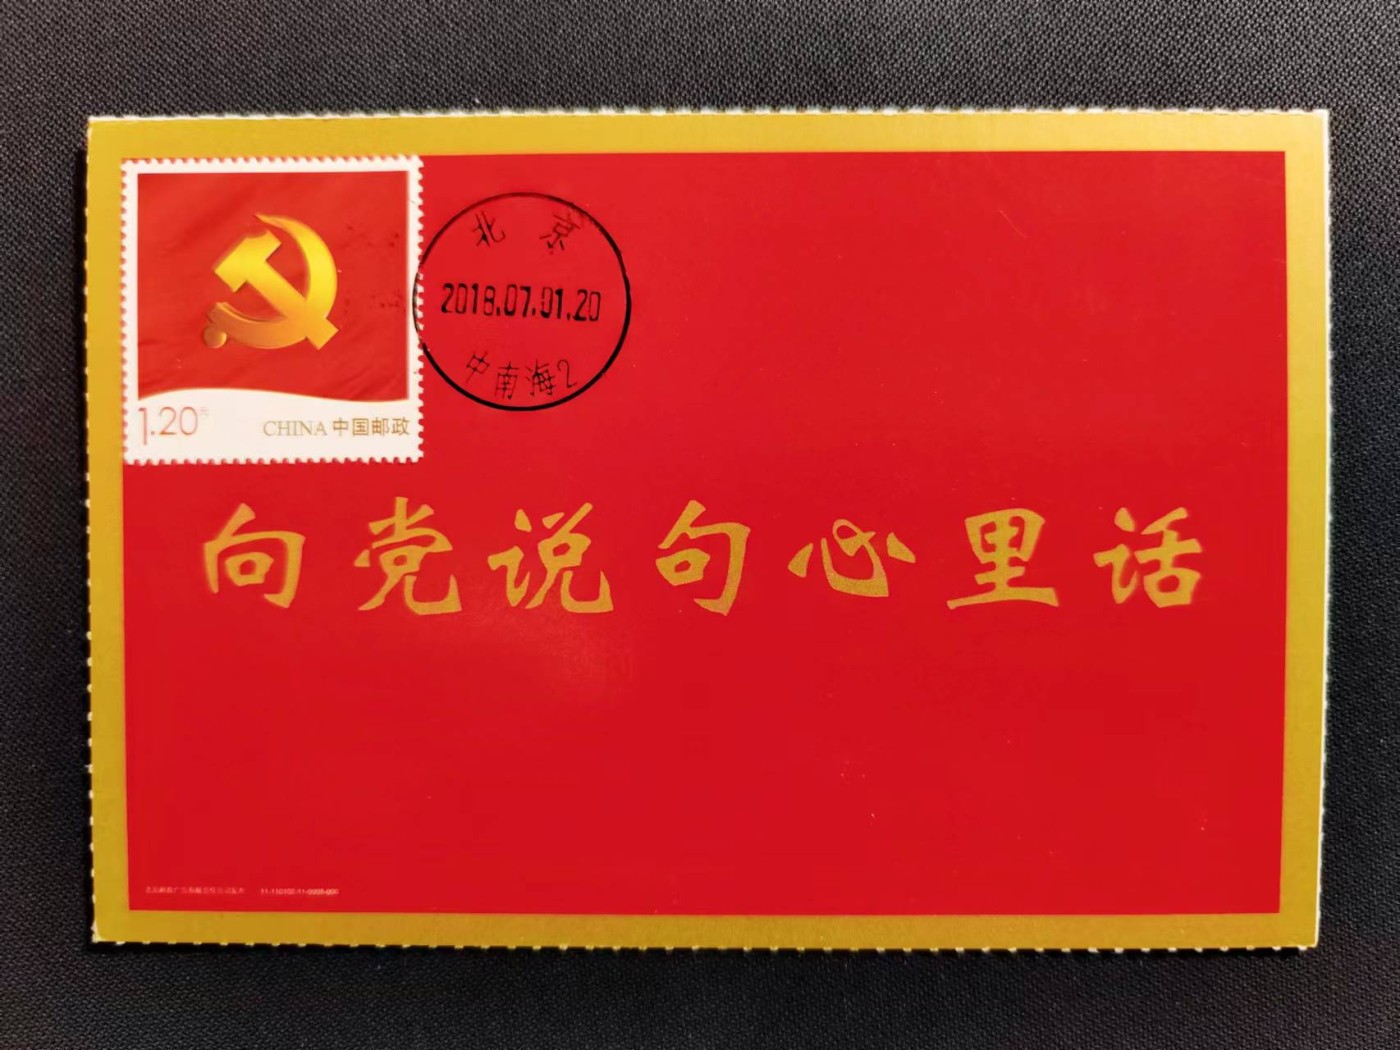 北京
2018.07.01.20
中南海2
1.20元
CHINA 中国邮政
向党说句心里话